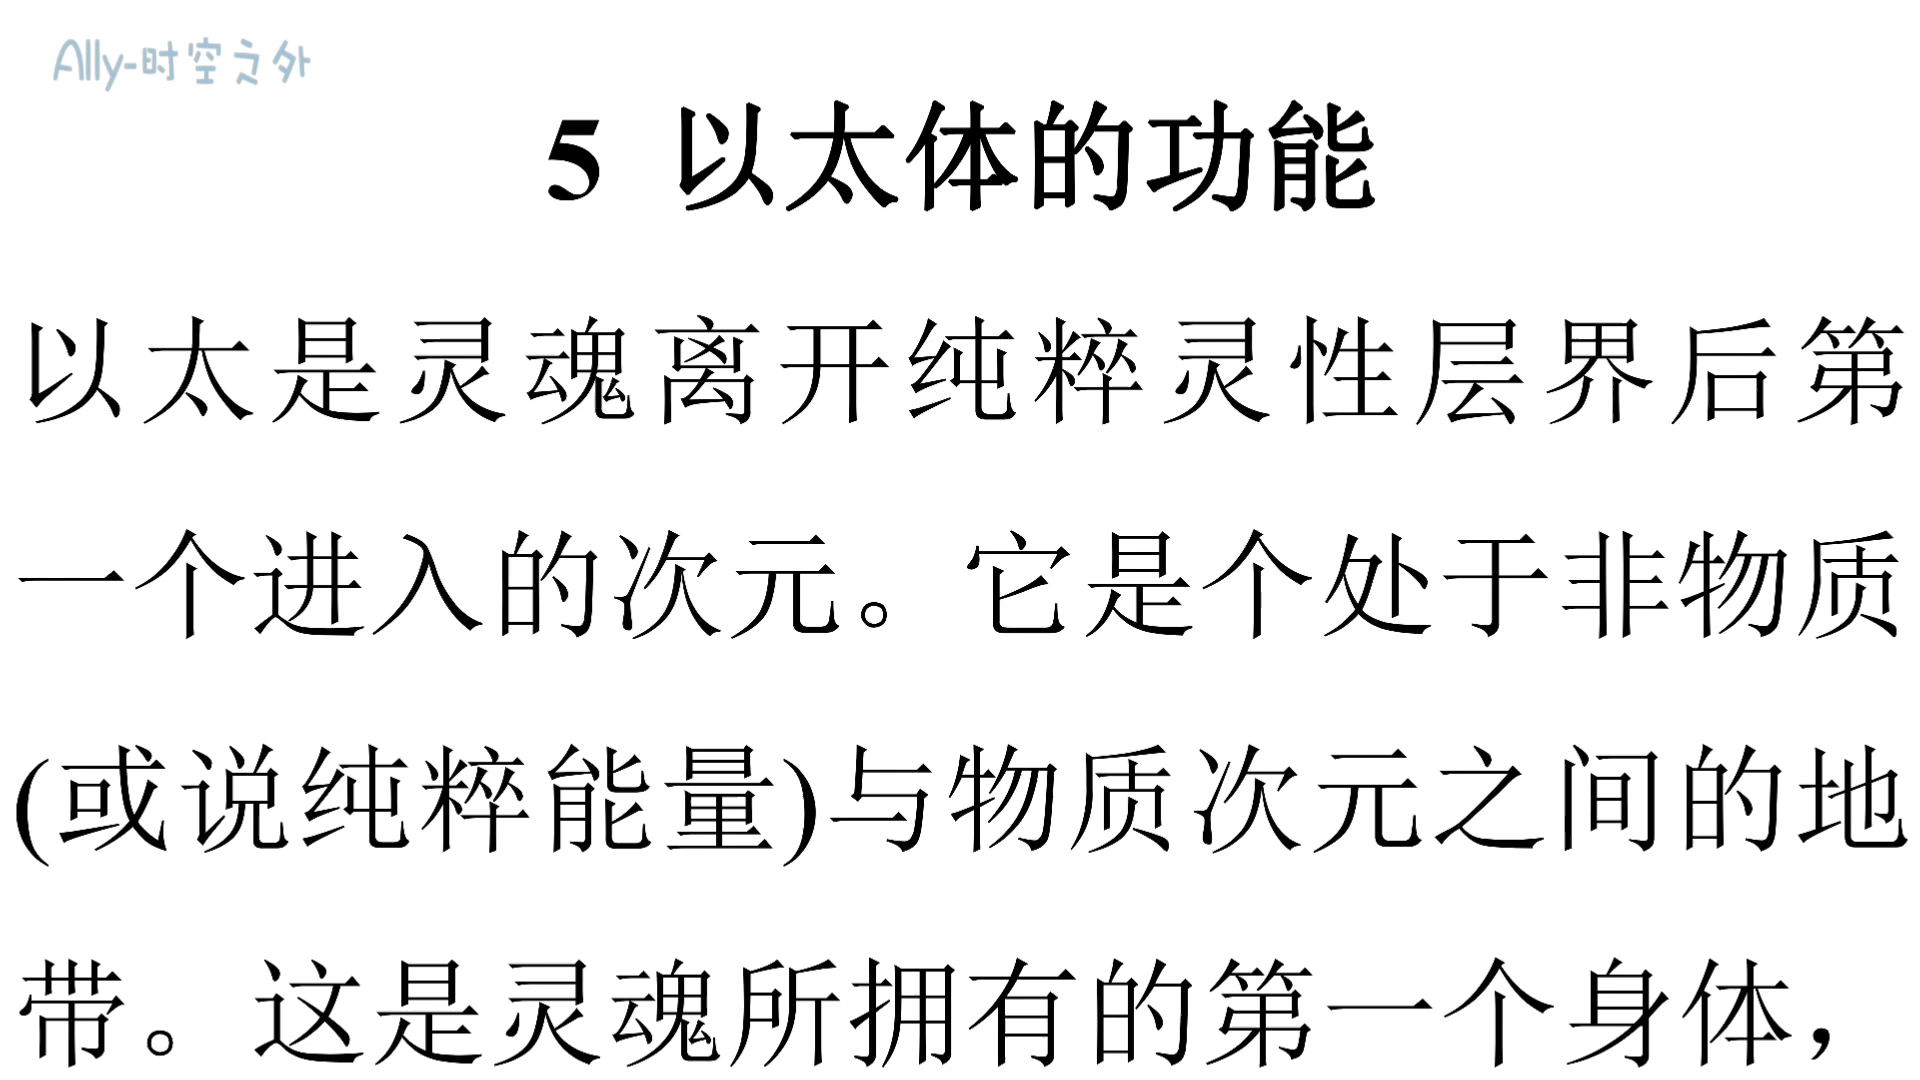 Ally-时空之外
5 以太体的功能
以太是灵魂离开纯粹灵性层界后第
一个进入的次元。它是个处于非物质
(或说纯粹能量)与物质次元之间的地
带。这是灵魂所拥有的第一个身体，